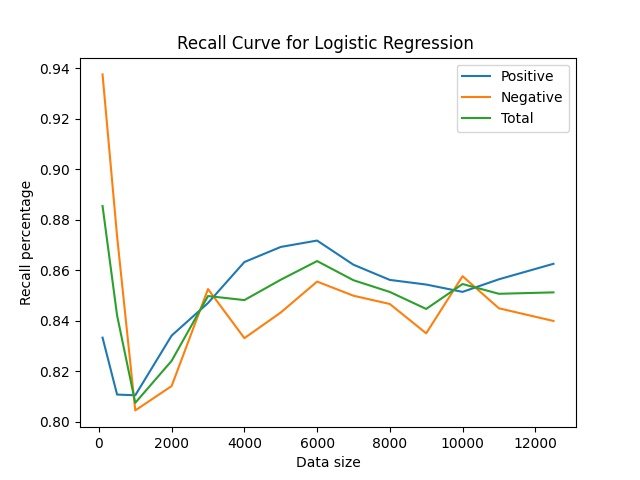 Recall Curve for Logistic Regression
Positive
Negative
Total
Recall percentage
0.94
0.92
0.90
0.88
0.86
0.84
0.82
0.80
0 2000 4000 6000 8000 10000 12000
Data size